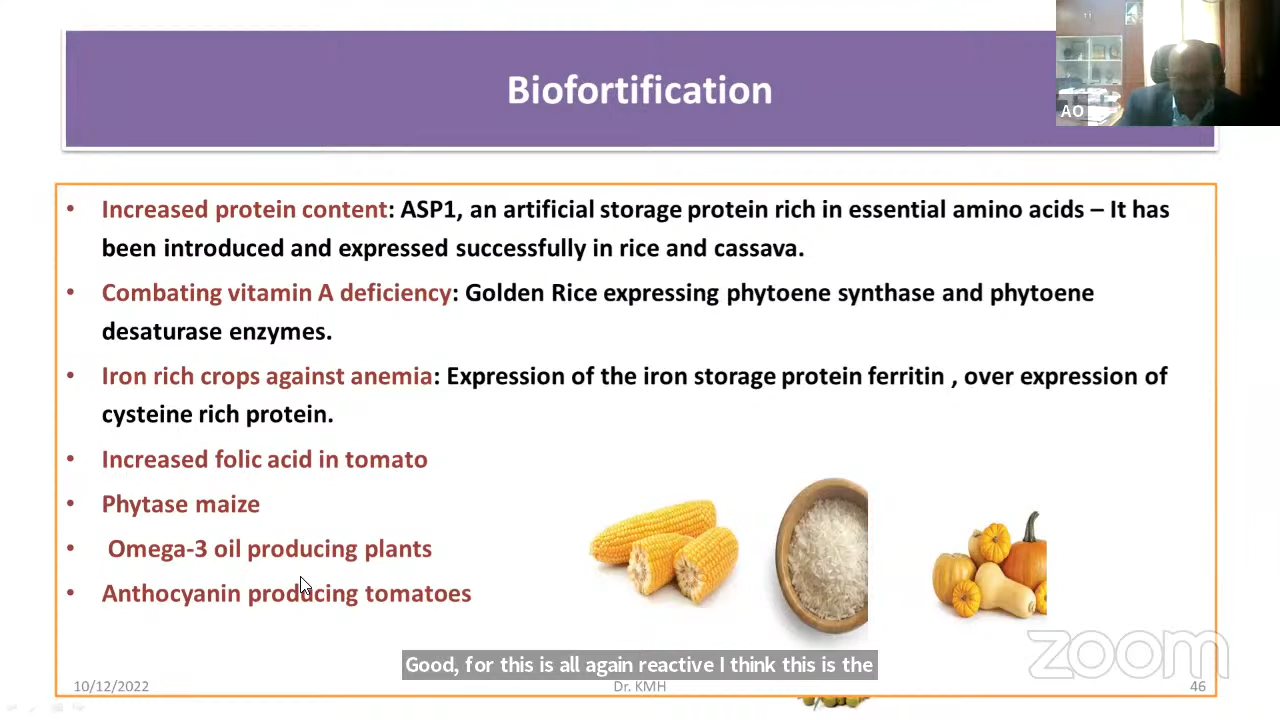 Biofortification
AO
• Increased protein content: ASP1, an artificial storage protein rich in essential amino acids – It has
been introduced and expressed successfully in rice and cassava.
• Combating vitamin A deficiency: Golden Rice expressing phytoene synthase and phytoene
desaturase enzymes.
• Iron rich crops against anemia: Expression of the iron storage protein ferritin , over expression of
cysteine rich protein.
• Increased folic acid in tomato
• Phytase maize
• Omega-3 oil producing plants
• Anthocyanin producing tomatoes
zoom
Good, for this is all again reactive I think this is the
10/12/2022
Dr. KMH
46